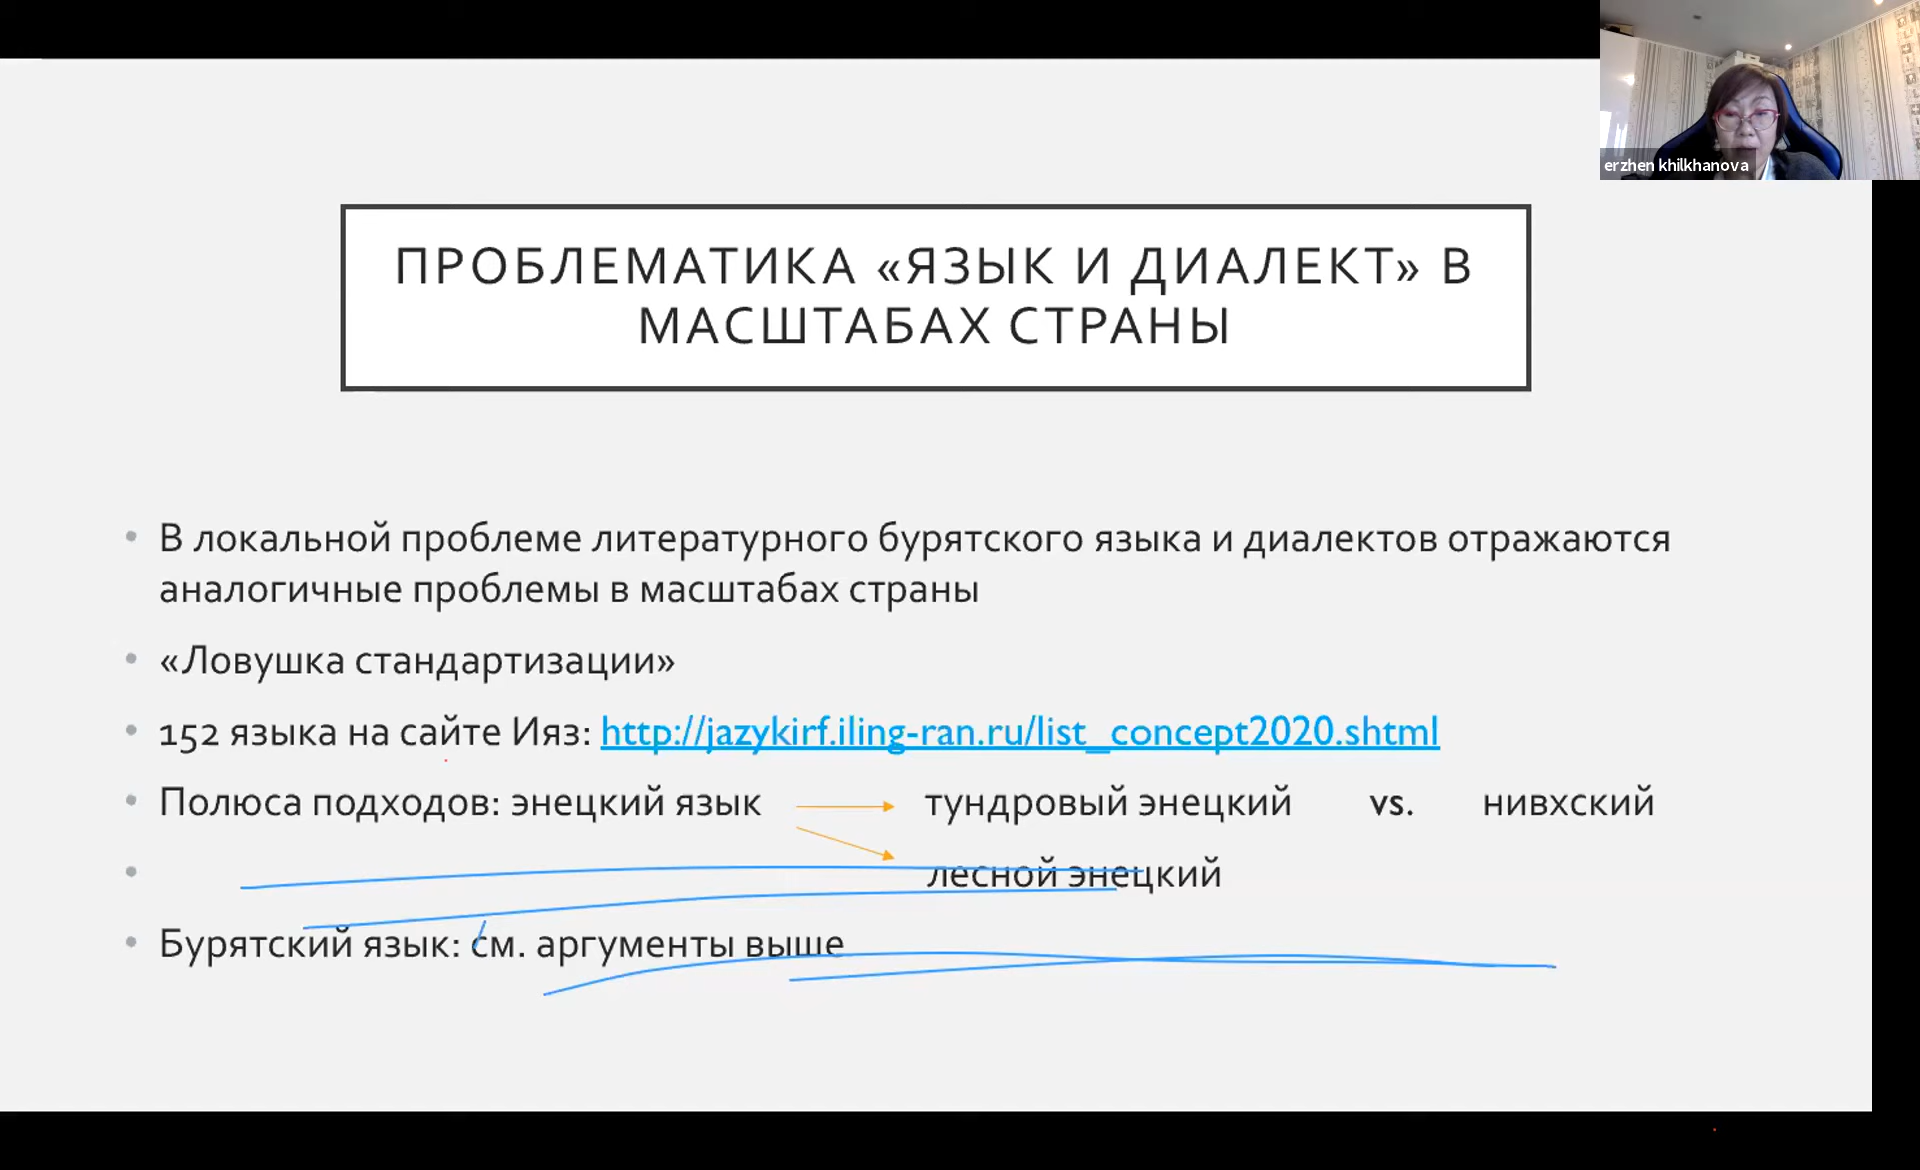 erzhen khilkhanova
ПРОБЛЕМАТИКА «ЯЗЫК И ДИАЛЕКТ» В
МАСШТАБАХ СТРАНЫ
• В локальной проблеме литературного бурятского языка и диалектов отражаются
аналогичные проблемы в масштабах страны
• «Ловушка стандартизации»
• 152 языка на сайте Ияз: http://jazykirf.iling-ran.ru/list_concept2020.shtml
• Полюса подходов: энецкий язык тундровый энецкий vs. нивхский
• лесной энецкий
• Бурятский язык: см. аргументы выше